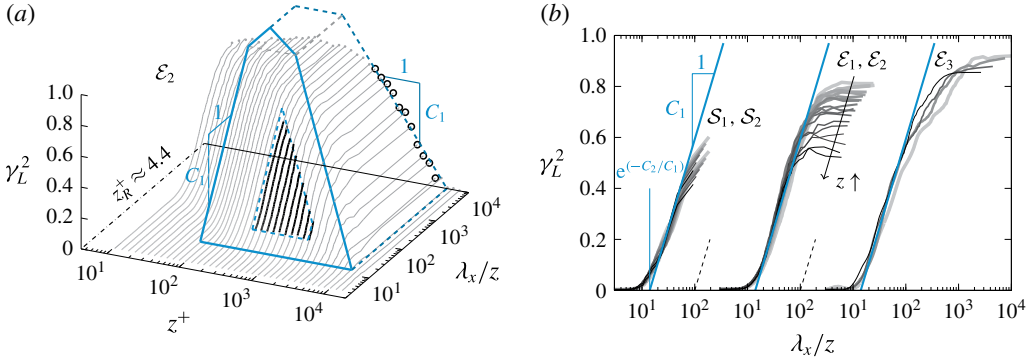 (a)
ℰ₂
1
C₁
1
C₁
z_R^+ ≈ 4.4
γ_L^2
1.0
0.8
0.6
0.4
0.2
0
10^1
10^2
10^3
10^4
z^+
10^1
10^2
10^3
10^4
λ_x/z
(b)
1.0
0.8
0.6
0.4
0.2
0
γ_L^2
1
C₁
𝒮₁, 𝒮₂
e^(−C₂/C₁)
ℰ₁, ℰ₂
z ↑
ℰ₃
10^1 10^2 10^1 10^2 10^1 10^2 10^3 10^4
λ_x/z